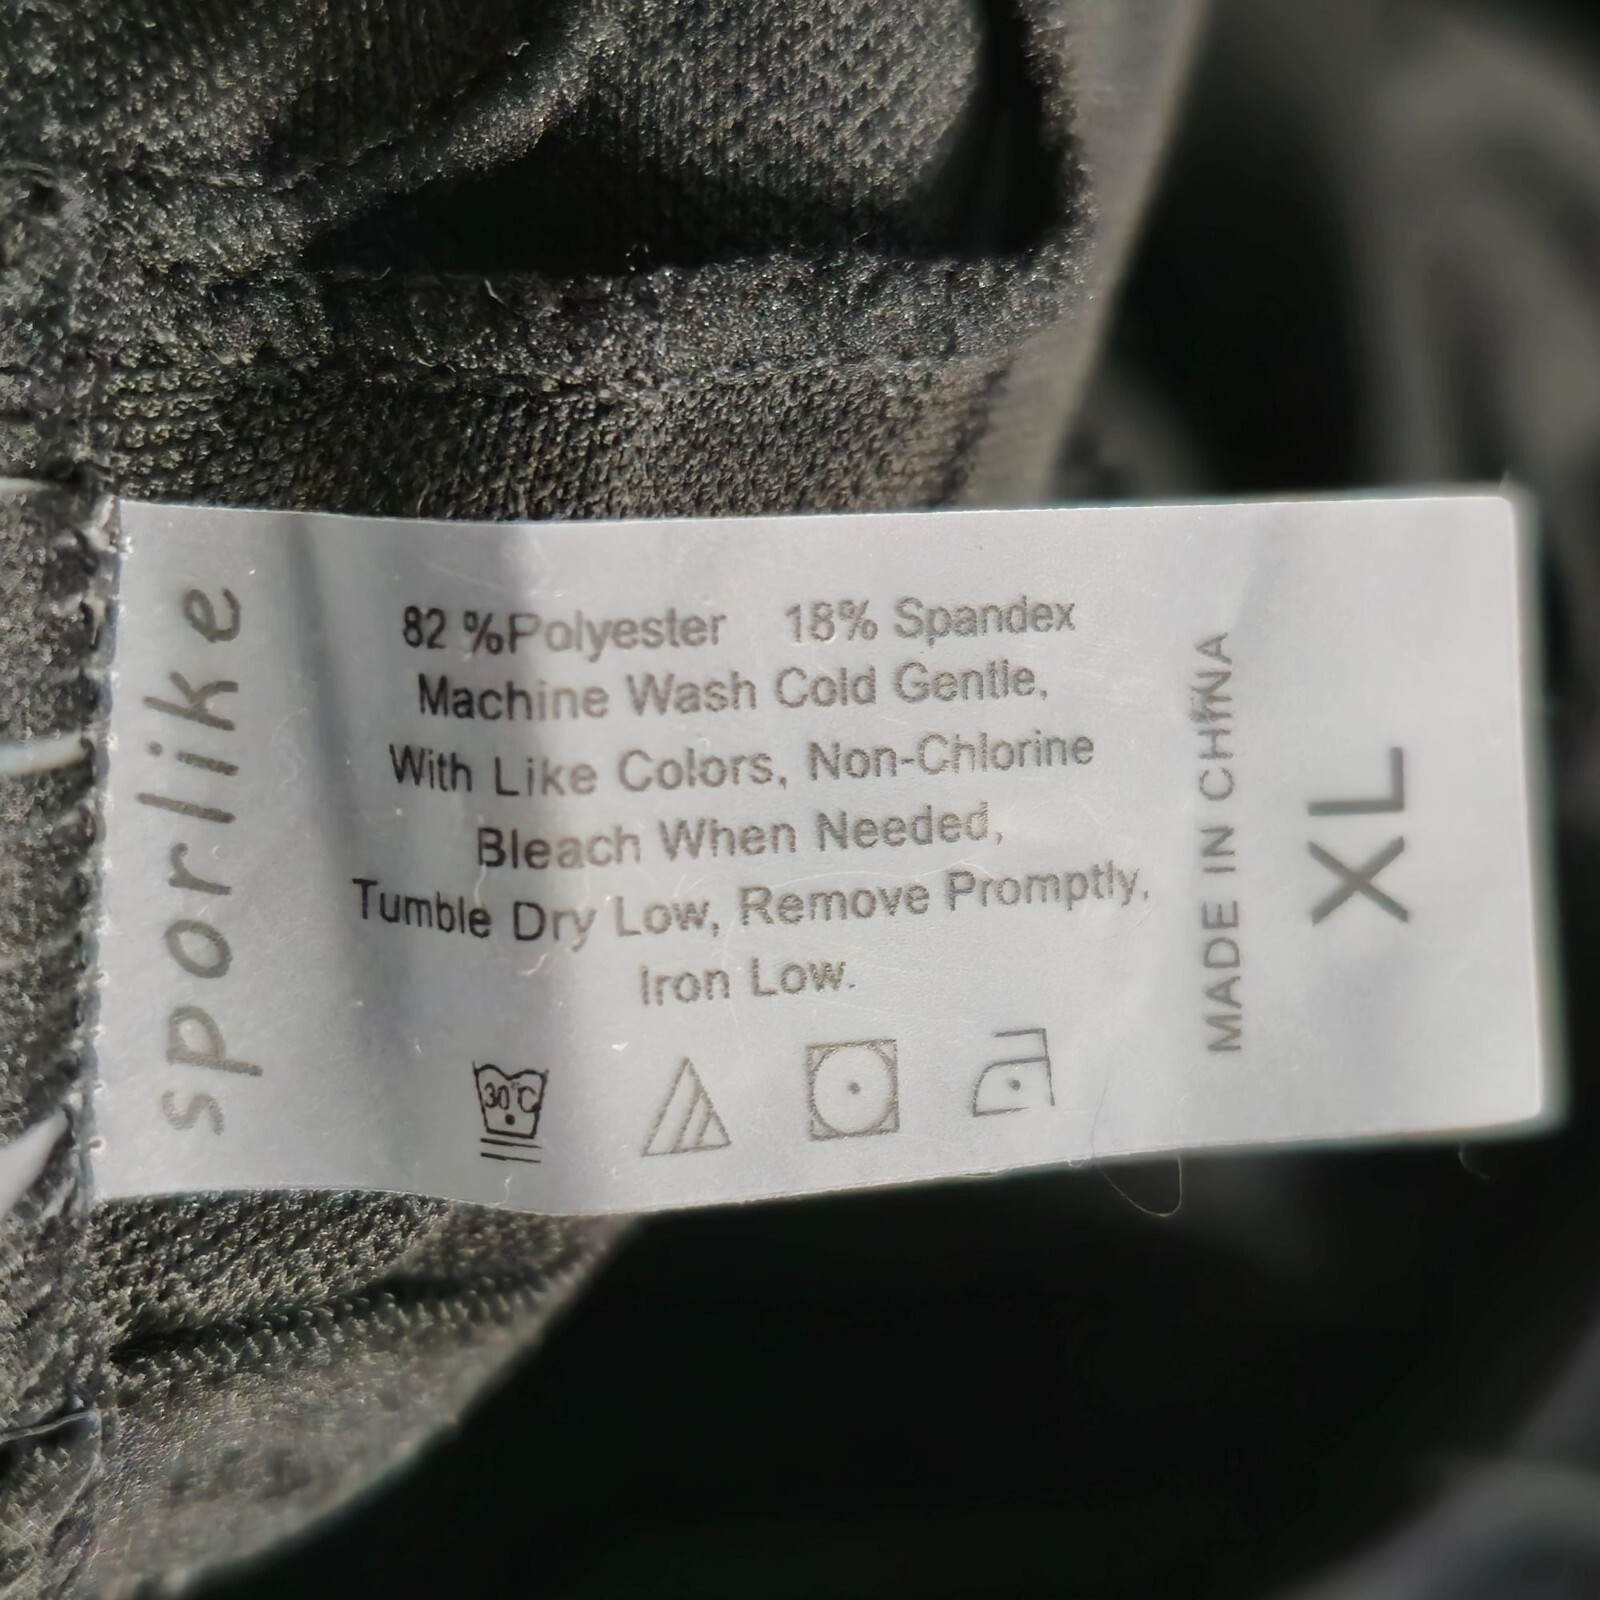 sporlike
82 %Polyester 18% Spandex
Machine Wash Cold Gentle,
With Like Colors, Non-Chlorine
Bleach When Needed,
Tumble Dry Low, Remove Promptly,
Iron Low.
30°C
MADE IN CHINA
XL